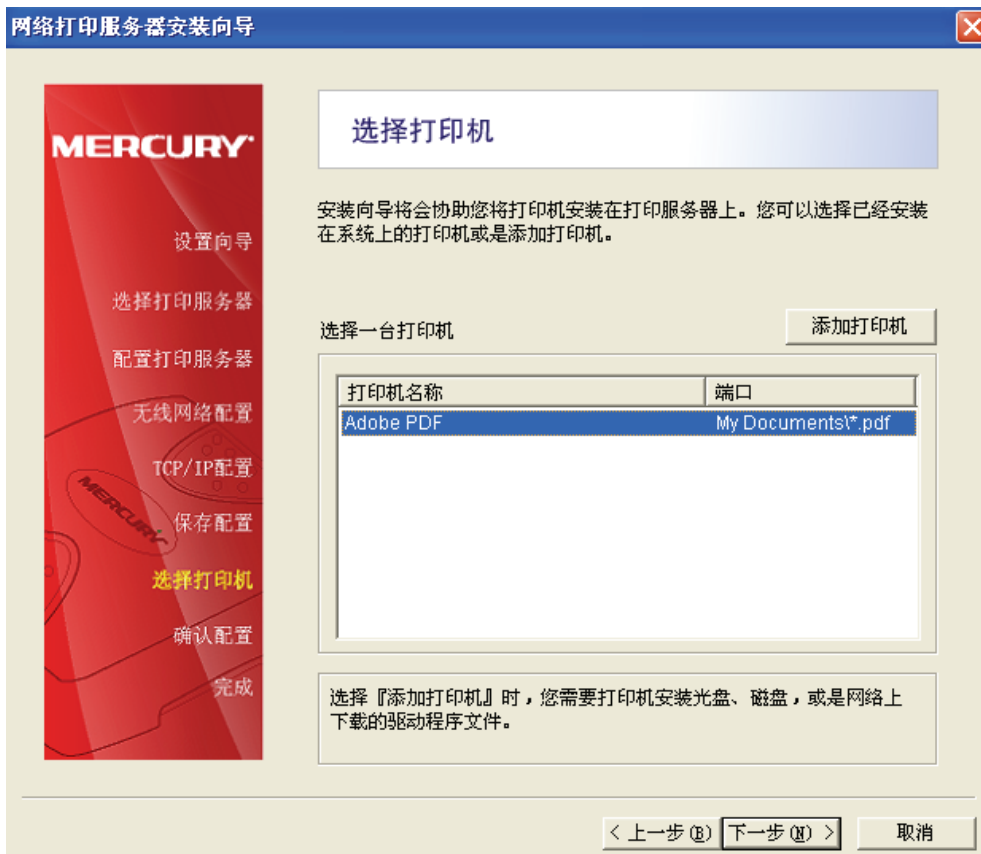 网络打印服务器安装向导
MERCURY
设置向导
选择打印服务器
配置打印服务器
无线网络配置
TCP/IP配置
MERCURY
保存配置
选择打印机
确认配置
完成
选择打印机
安装向导将会协助您将打印机安装在打印服务器上。您可以选择已经安装
在系统上的打印机或是添加打印机。
选择一台打印机
添加打印机
打印机名称 端口
Adobe PDF My Documents\*.pdf
选择『添加打印机』时，您需要打印机安装光盘、磁盘，或是网络上
下载的驱动程序文件。
< 上一步(B) 下一步(N) > 取消